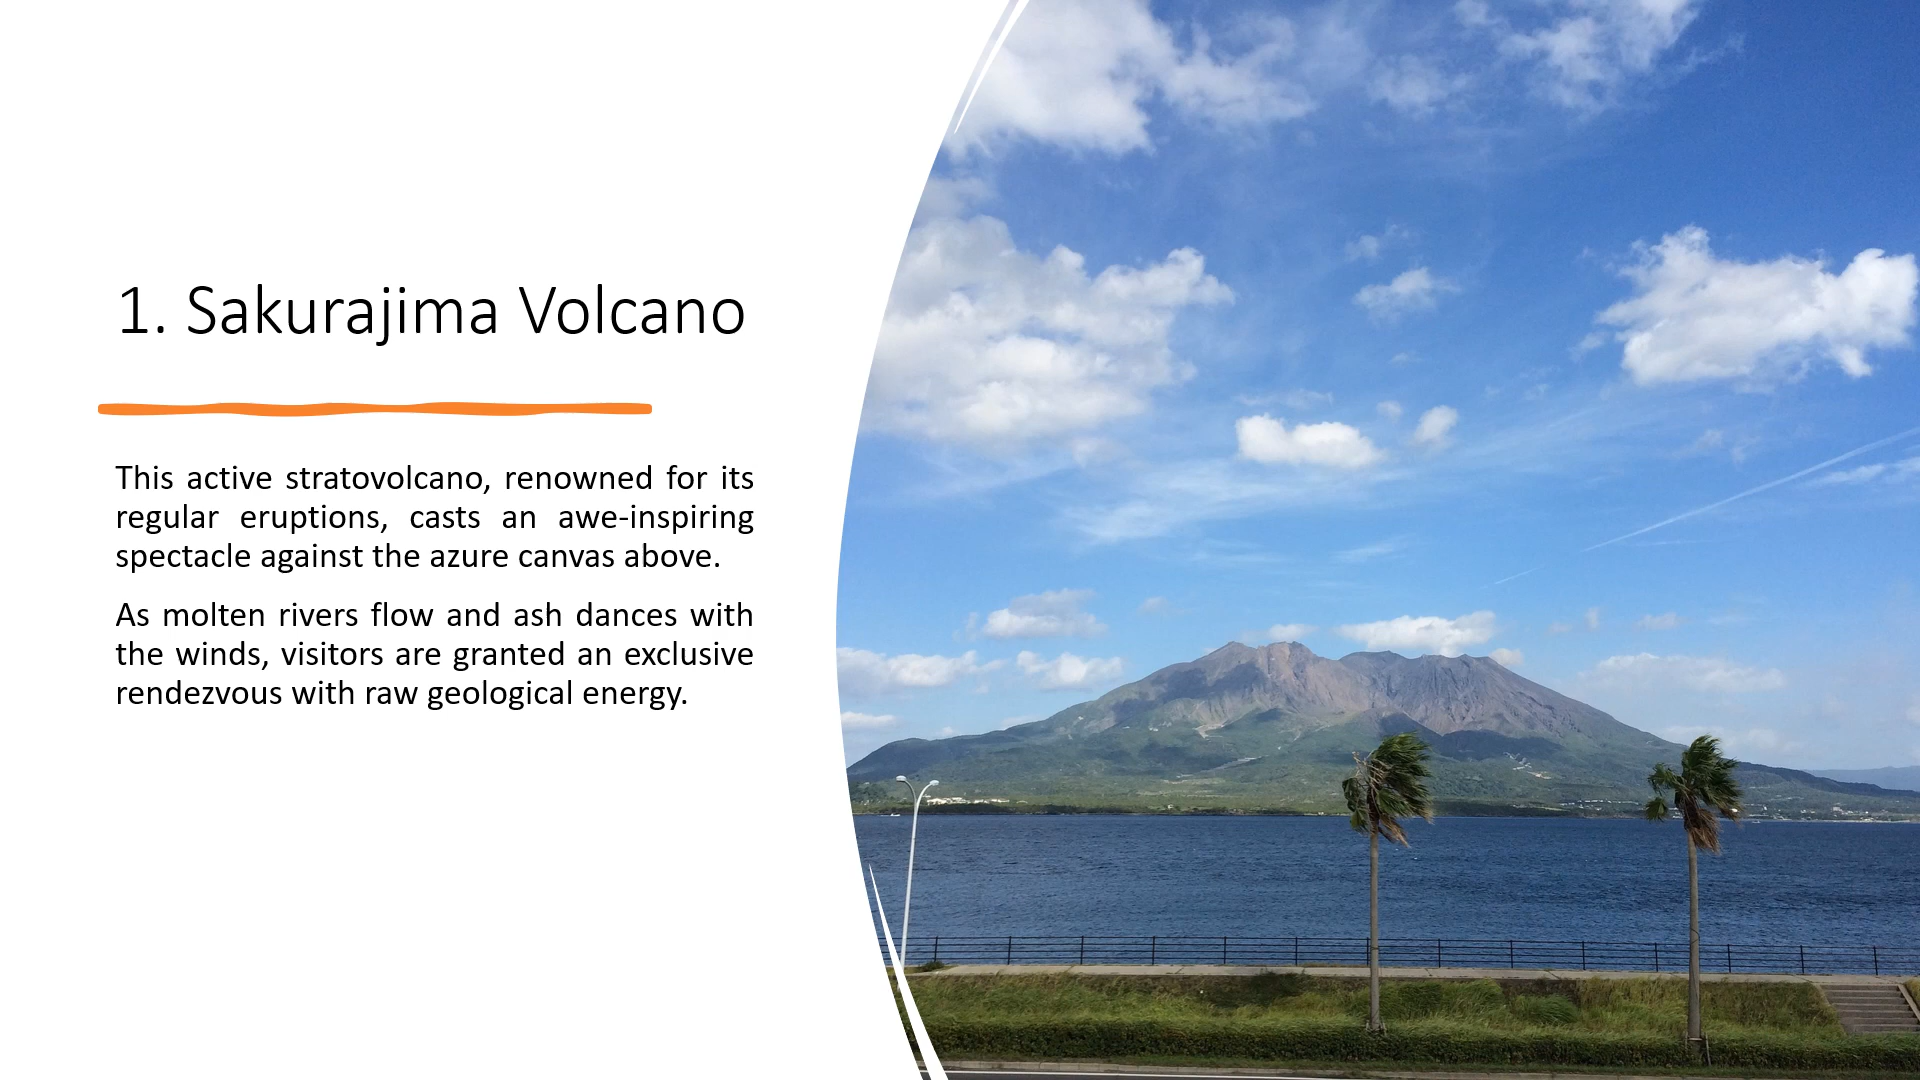 1. Sakurajima Volcano
This active stratovolcano, renowned for its
regular eruptions, casts an awe-inspiring
spectacle against the azure canvas above.
As molten rivers flow and ash dances with
the winds, visitors are granted an exclusive
rendezvous with raw geological energy.